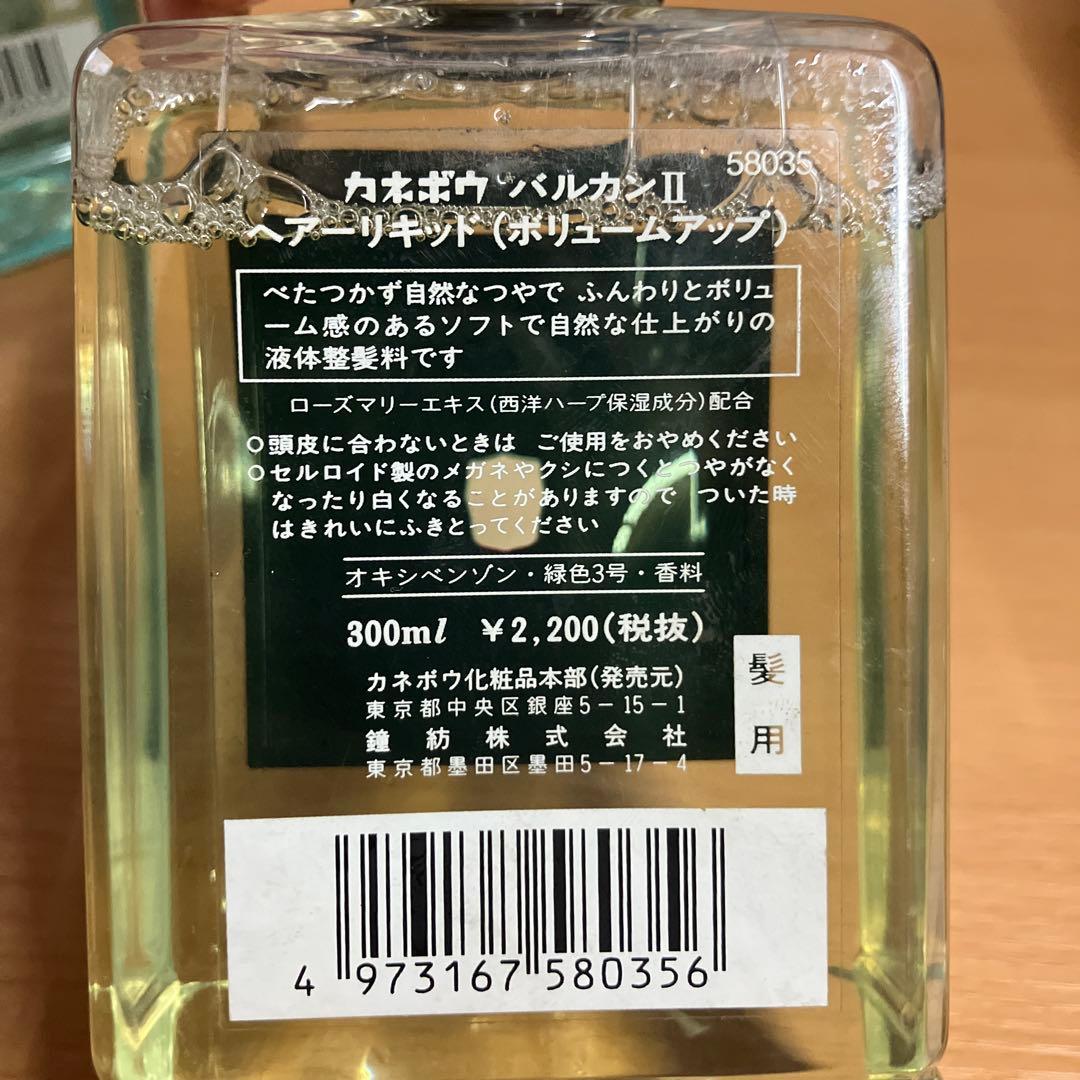 58035
カネボウ バルカンⅡ
ヘアーリキッド(ボリュームアップ)
べたつかず自然なつやで ふんわりとボリュ
ーム感のあるソフトで自然な仕上がりの
液体整髪料です
ローズマリーエキス(西洋ハーブ保湿成分)配合
○頭皮に合わないときは ご使用をおやめください
○セルロイド製のメガネやクシにつくとつやがなく
なったり白くなることがありますので ついた時
はきれいにふきとってください
オキシベンゾン・緑色3号・香料
300ml ¥2,200(税抜)
カネボウ化粧品本部(発売元)
東京都中央区銀座5-15-1
鐘紡株式会社
東京都墨田区墨田5-17-4
髪用
4 973167 580356